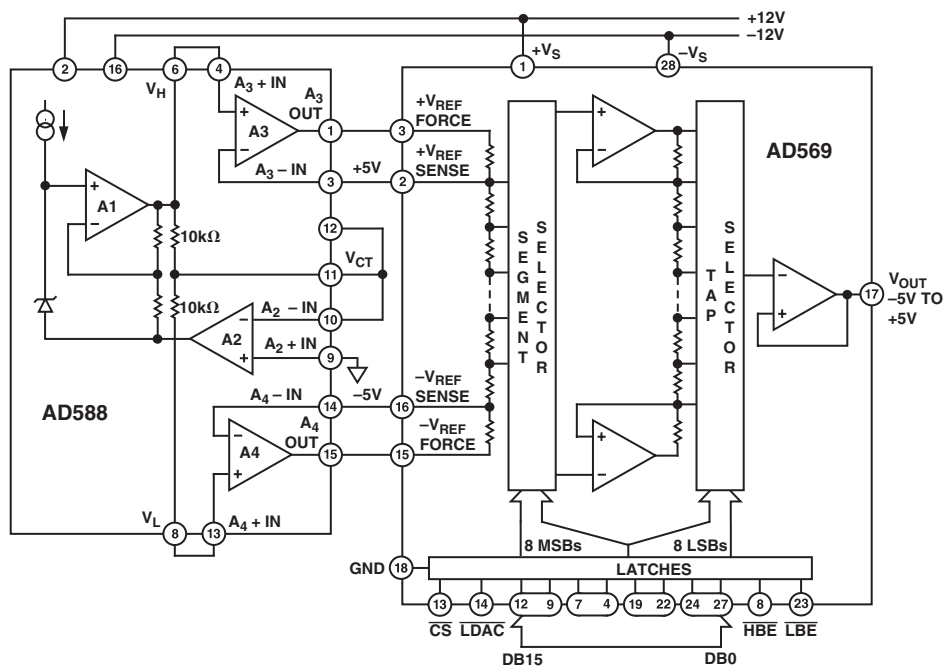 +12V
–12V
2
16
6
4
+VS
1
28
–VS
VH
A3 + IN
A3
OUT
1
3
+VREF
FORCE
+
–
A3
A3 – IN
3
+5V
2
+VREF
SENSE
AD569
+
–
A1
10kΩ
10kΩ
12
VCT
11
10
A2 – IN
–
+
A2
A2 + IN
9
AD588
A4 – IN
14
–5V
16
–VREF
SENSE
A4
OUT
15
15
–VREF
FORCE
–
+
A4
VL
8
13
A4 + IN
SEGMENT
SELECTOR
+
–
+
–
TAP
SELECTOR
–
+
VOUT
17
–5V TO
+5V
8 MSBs
8 LSBs
GND
18
LATCHES
13
14
12
9
7
4
19
22
24
27
8
23
CS
LDAC
HBE
LBE
DB15
DB0